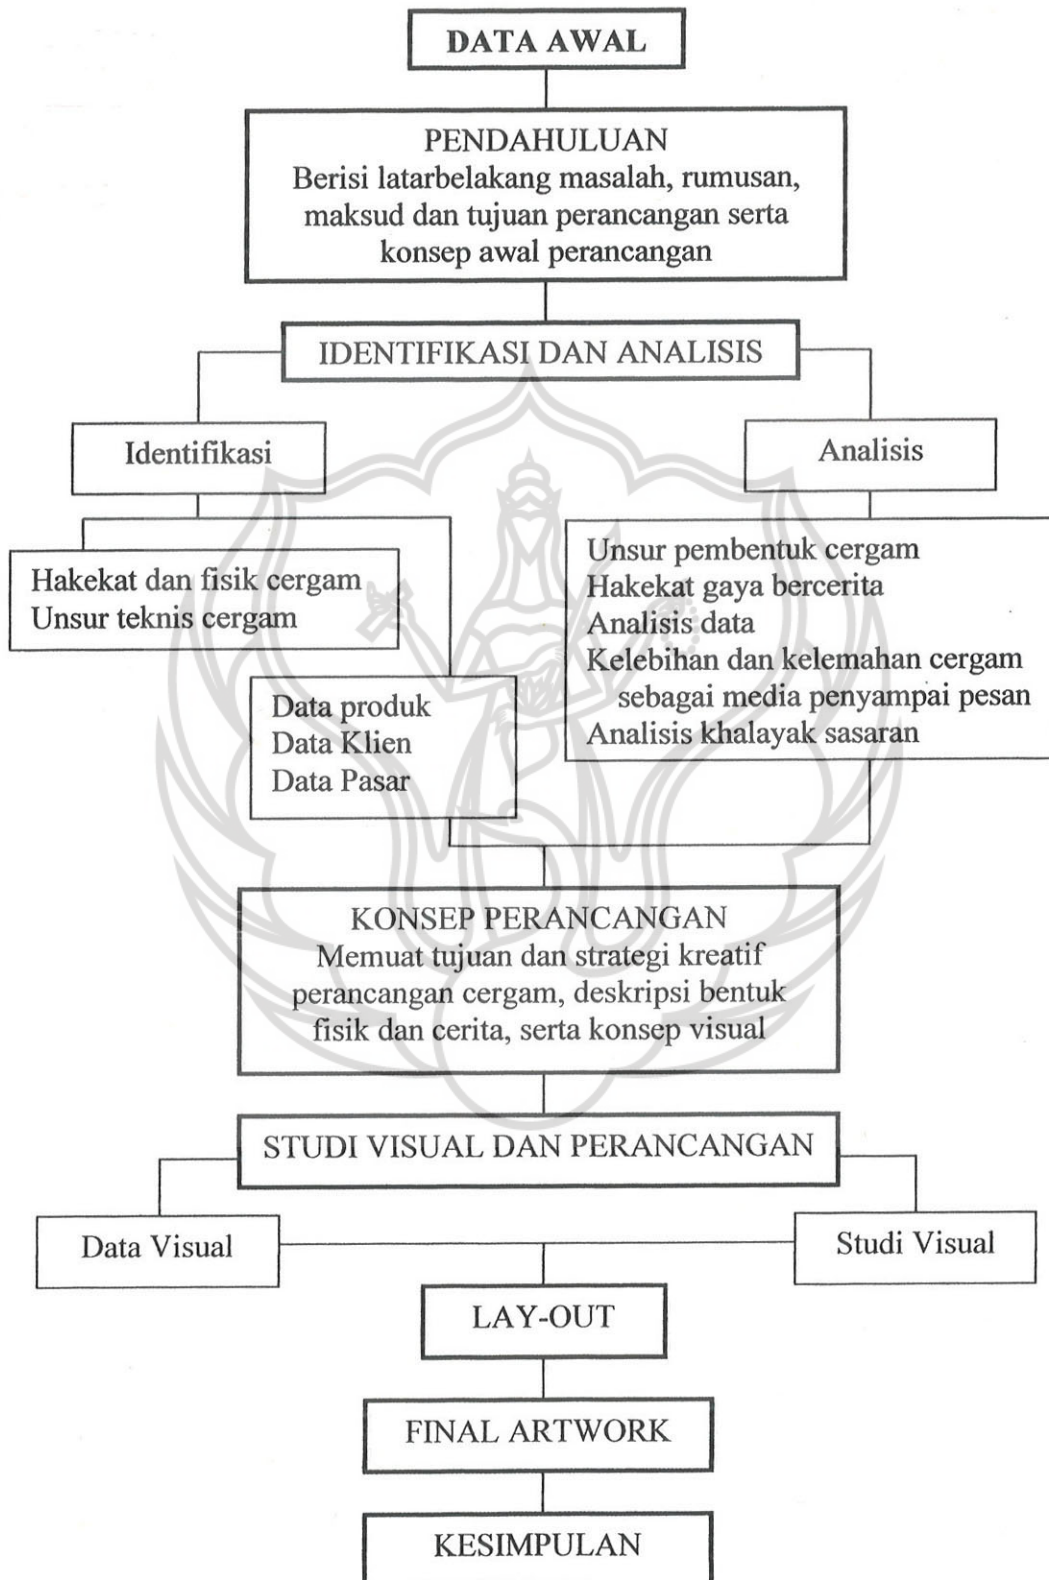 DATA AWAL
PENDAHULUAN
Berisi latarbelakang masalah, rumusan,
maksud dan tujuan perancangan serta
konsep awal perancangan
IDENTIFIKASI DAN ANALISIS
Identifikasi
Analisis
Hakekat dan fisik cergam
Unsur teknis cergam
Data produk
Data Klien
Data Pasar
Unsur pembentuk cergam
Hakekat gaya bercerita
Analisis data
Kelebihan dan kelemahan cergam
sebagai media penyampai pesan
Analisis khalayak sasaran
KONSEP PERANCANGAN
Memuat tujuan dan strategi kreatif
perancangan cergam, deskripsi bentuk
fisik dan cerita, serta konsep visual
STUDI VISUAL DAN PERANCANGAN
Data Visual
Studi Visual
LAY-OUT
FINAL ARTWORK
KESIMPULAN